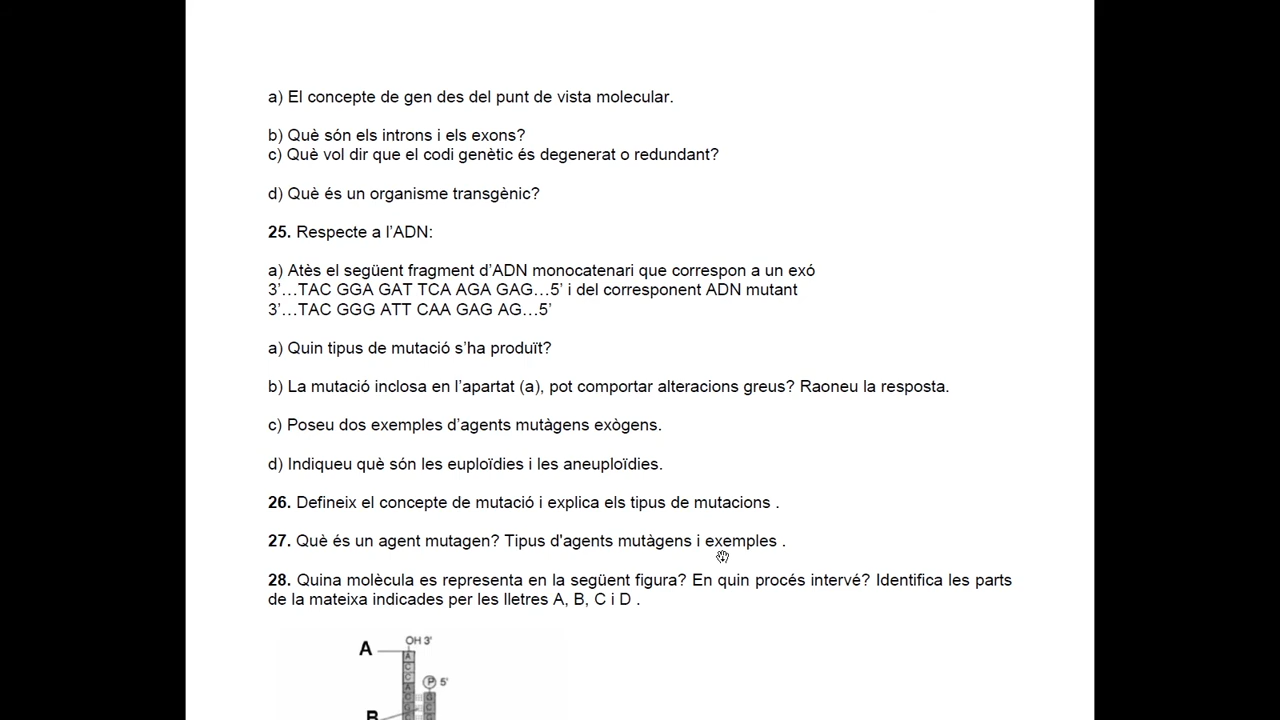 a) El concepte de gen des del punt de vista molecular.
b) Què són els introns i els exons?
c) Què vol dir que el codi genètic és degenerat o redundant?
d) Què és un organisme transgènic?
25. Respecte a l’ADN:
a) Atès el següent fragment d’ADN monocatenari que correspon a un exó
3’…TAC GGA GAT TCA AGA GAG…5’ i del corresponent ADN mutant
3’…TAC GGG ATT CAA GAG AG…5’
a) Quin tipus de mutació s’ha produït?
b) La mutació inclosa en l’apartat (a), pot comportar alteracions greus? Raoneu la resposta.
c) Poseu dos exemples d’agents mutàgens exògens.
d) Indiqueu què són les euploïdies i les aneuploïdies.
26. Defineix el concepte de mutació i explica els tipus de mutacions .
27. Què és un agent mutagen? Tipus d'agents mutàgens i exemples .
28. Quina molècula es representa en la següent figura? En quin procés intervé? Identifica les parts
de la mateixa indicades per les lletres A, B, C i D .
OH 3'
A
P 5'
B